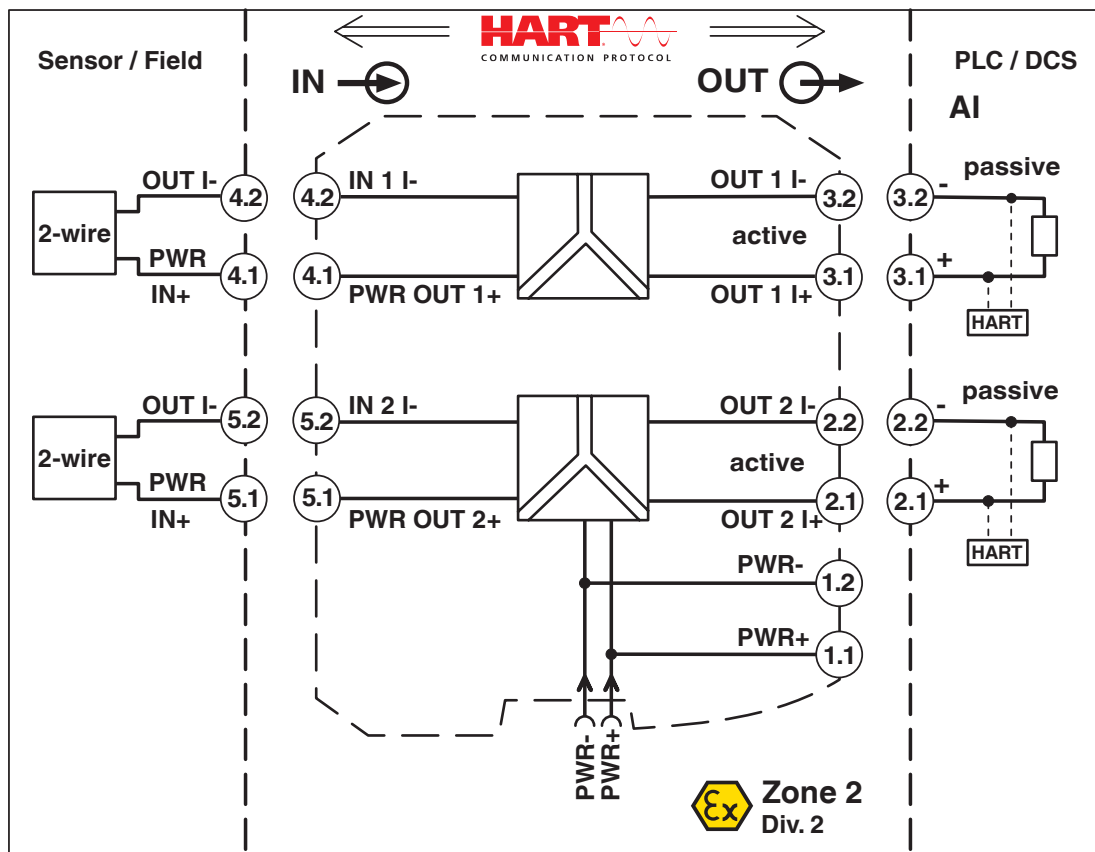 HART
COMMUNICATION PROTOCOL
Sensor / Field
IN
OUT
PLC / DCS
AI
2-wire
OUT I-
PWR
IN+
4.2
4.1
4.2
IN 1 I-
4.1
PWR OUT 1+
OUT 1 I-
active
OUT 1 I+
3.2
3.1
3.2
-
3.1
+
passive
HART
2-wire
OUT I-
PWR
IN+
5.2
5.1
5.2
IN 2 I-
5.1
PWR OUT 2+
OUT 2 I-
active
OUT 2 I+
2.2
2.1
2.2
-
2.1
+
passive
HART
PWR-
1.2
PWR+
1.1
PWR-
PWR+
Ex
Zone 2
Div. 2